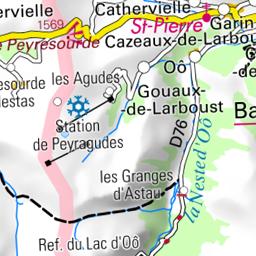 ervielle
Cathervielle
1569
St-Pierre
Garin
Peyresourde
Cazeaux-de-Larbou
les Agudes
Oô
esourde
Gouaux-
-de-Larboust
lestas
Station
de Peyragudes
D76
Ba
les Granges
d'Astau
la Neste d'Oô
Ref. du Lac d'Oô